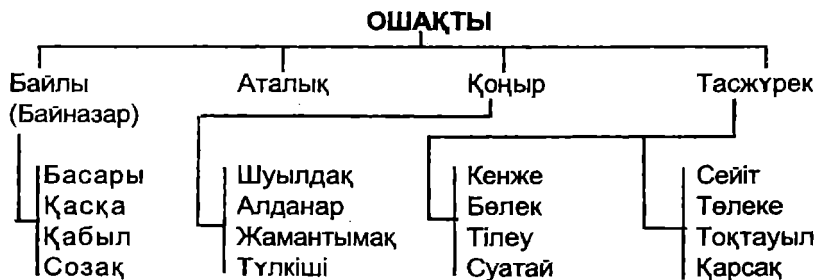 ОШАҚТЫ
Байлы Аталық Қоңыр Тасжүрек
(Байназар)
Басары Шуылдақ Кенже Сейіт
Қасқа Алданар Бөлек Төлеке
Қабыл Жамантымақ Тілеу Тоқтауыл
Созақ Түлкіші Суатай Қарсақ